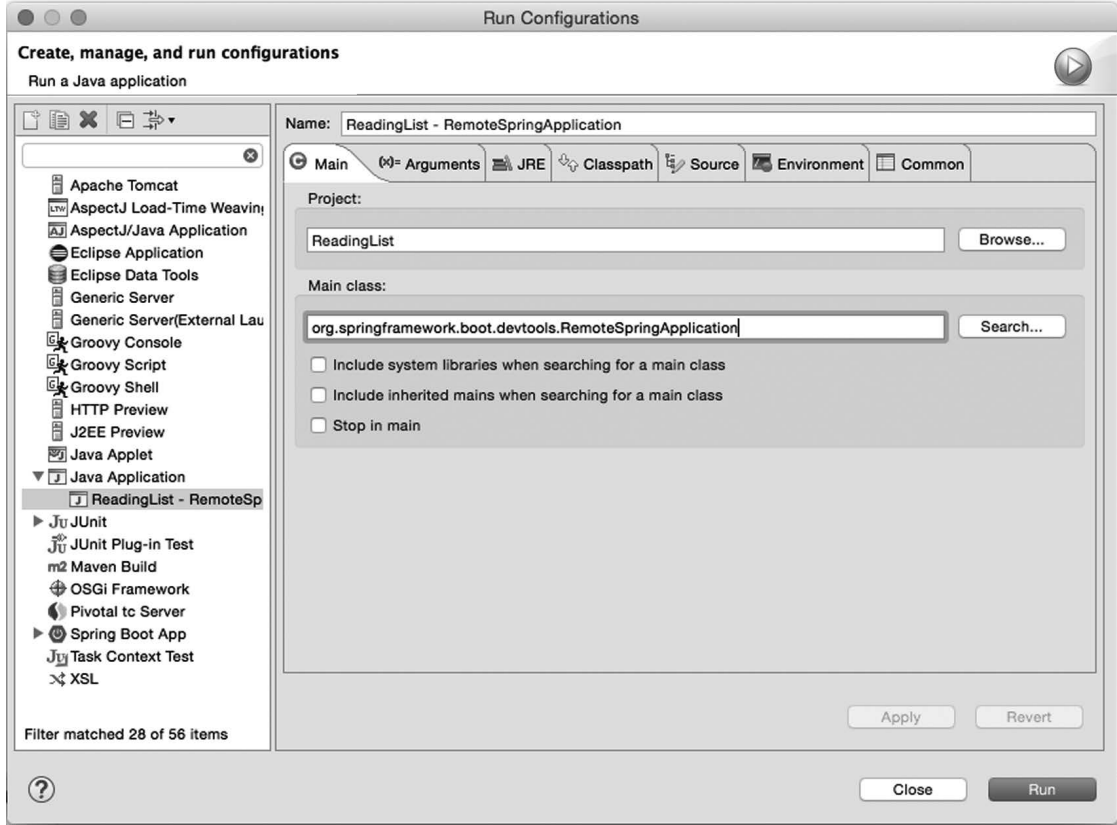 Run Configurations
Create, manage, and run configurations
Run a Java application
Name: ReadingList - RemoteSpringApplication
Main (x)= Arguments JRE Classpath Source Environment Common
Project:
ReadingList Browse...
Main class:
org.springframework.boot.devtools.RemoteSpringApplication Search...
Include system libraries when searching for a main class
Include inherited mains when searching for a main class
Stop in main
Apache Tomcat
LTW AspectJ Load-Time Weaving
AJ AspectJ/Java Application
Eclipse Application
Eclipse Data Tools
Generic Server
Generic Server(External Lau
Groovy Console
Groovy Script
Groovy Shell
HTTP Preview
J2EE Preview
Java Applet
J Java Application
J ReadingList - RemoteSp
Ju JUnit
Ju JUnit Plug-in Test
m2 Maven Build
OSGi Framework
Pivotal tc Server
Spring Boot App
Ju Task Context Test
XSL
Filter matched 28 of 56 items
Apply Revert
? Close Run